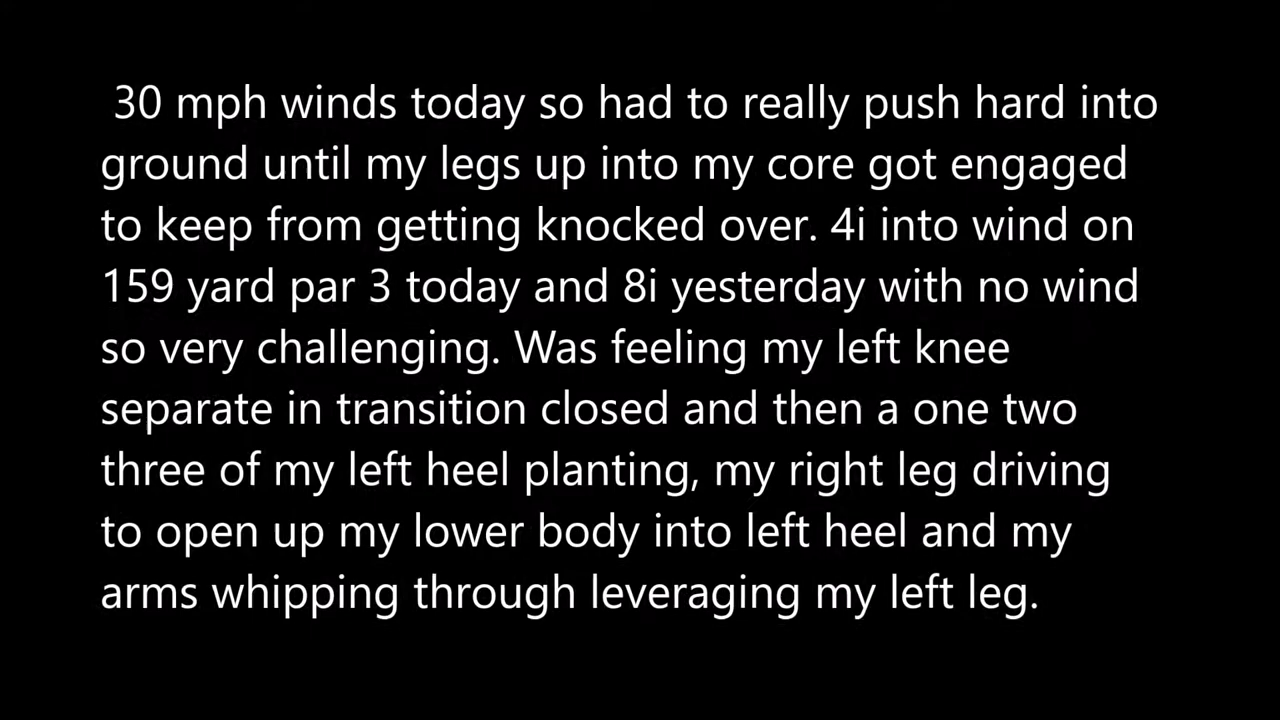 30 mph winds today so had to really push hard into
ground until my legs up into my core got engaged
to keep from getting knocked over. 4i into wind on
159 yard par 3 today and 8i yesterday with no wind
so very challenging. Was feeling my left knee
separate in transition closed and then a one two
three of my left heel planting, my right leg driving
to open up my lower body into left heel and my
arms whipping through leveraging my left leg.